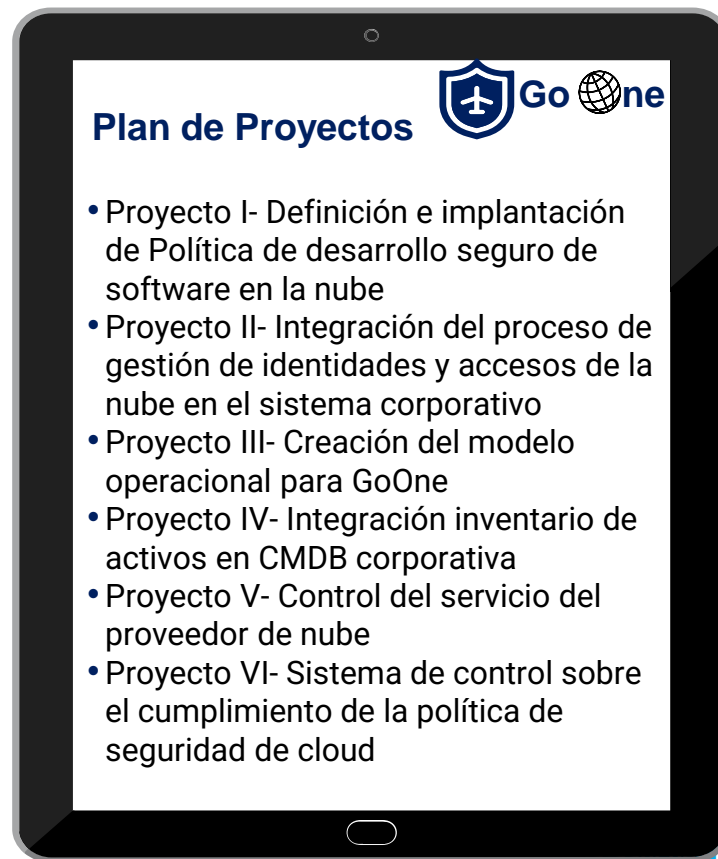 Go One
Plan de Proyectos
• Proyecto I- Definición e implantación
de Política de desarrollo seguro de
software en la nube
• Proyecto II- Integración del proceso de
gestión de identidades y accesos de la
nube en el sistema corporativo
• Proyecto III- Creación del modelo
operacional para GoOne
• Proyecto IV- Integración inventario de
activos en CMDB corporativa
• Proyecto V- Control del servicio del
proveedor de nube
• Proyecto VI- Sistema de control sobre
el cumplimiento de la política de
seguridad de cloud